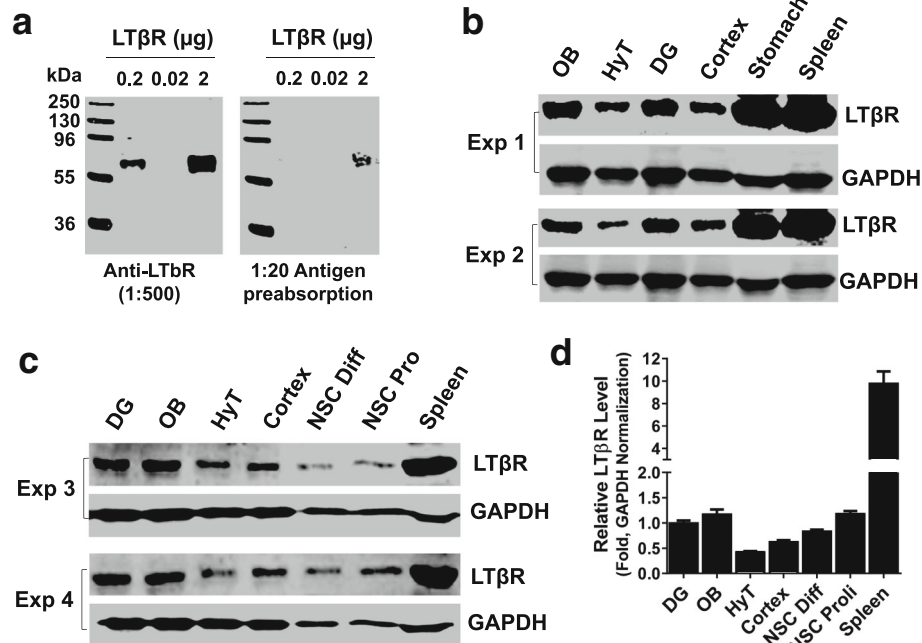 a
LTβR (µg)
LTβR (µg)
kDa
0.2 0.02 2
0.2 0.02 2
250
130
96
55
36
Anti-LTbR
(1:500)
1:20 Antigen
preabsorption
b
OB HyT DG Cortex Stomach Spleen
Exp 1
LTβR
GAPDH
Exp 2
LTβR
GAPDH
c
DG OB HyT Cortex NSC Diff NSC Pro Spleen
Exp 3
LTβR
GAPDH
Exp 4
LTβR
GAPDH
d
Relative LTβR Level
(Fold, GAPDH Normalization)
12
10
8
6
4
2.0
1.5
1.0
0.5
0.0
DG OB HyT Cortex NSC Diff NSC Proli Spleen